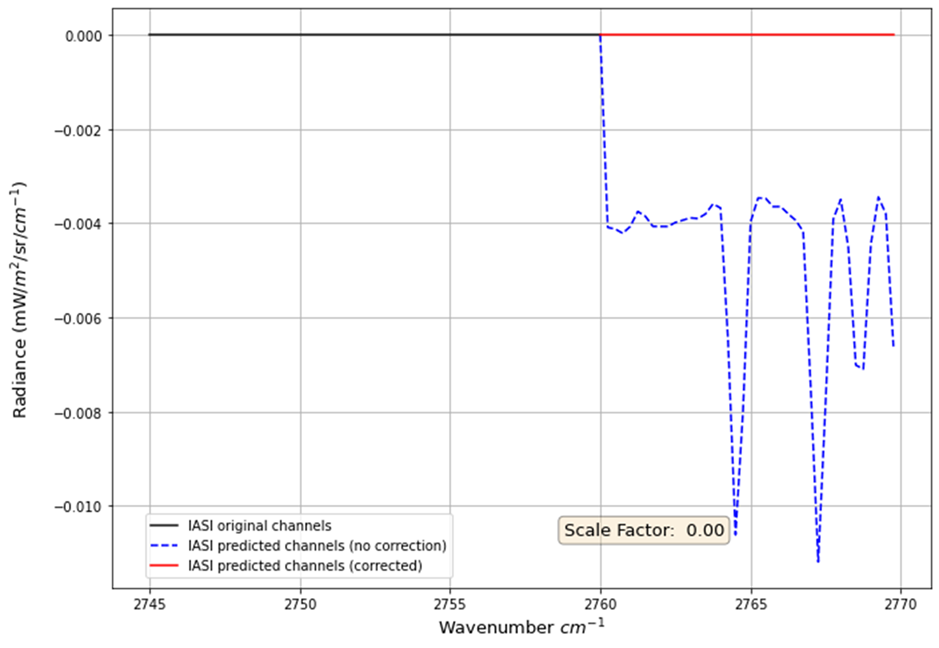 0.000
−0.002
−0.004
−0.006
−0.008
−0.010
Radiance (mW/m²/sr/cm⁻¹)
Scale Factor: 0.00
IASI original channels
IASI predicted channels (no correction)
IASI predicted channels (corrected)
2745 2750 2755 2760 2765 2770
Wavenumber cm⁻¹